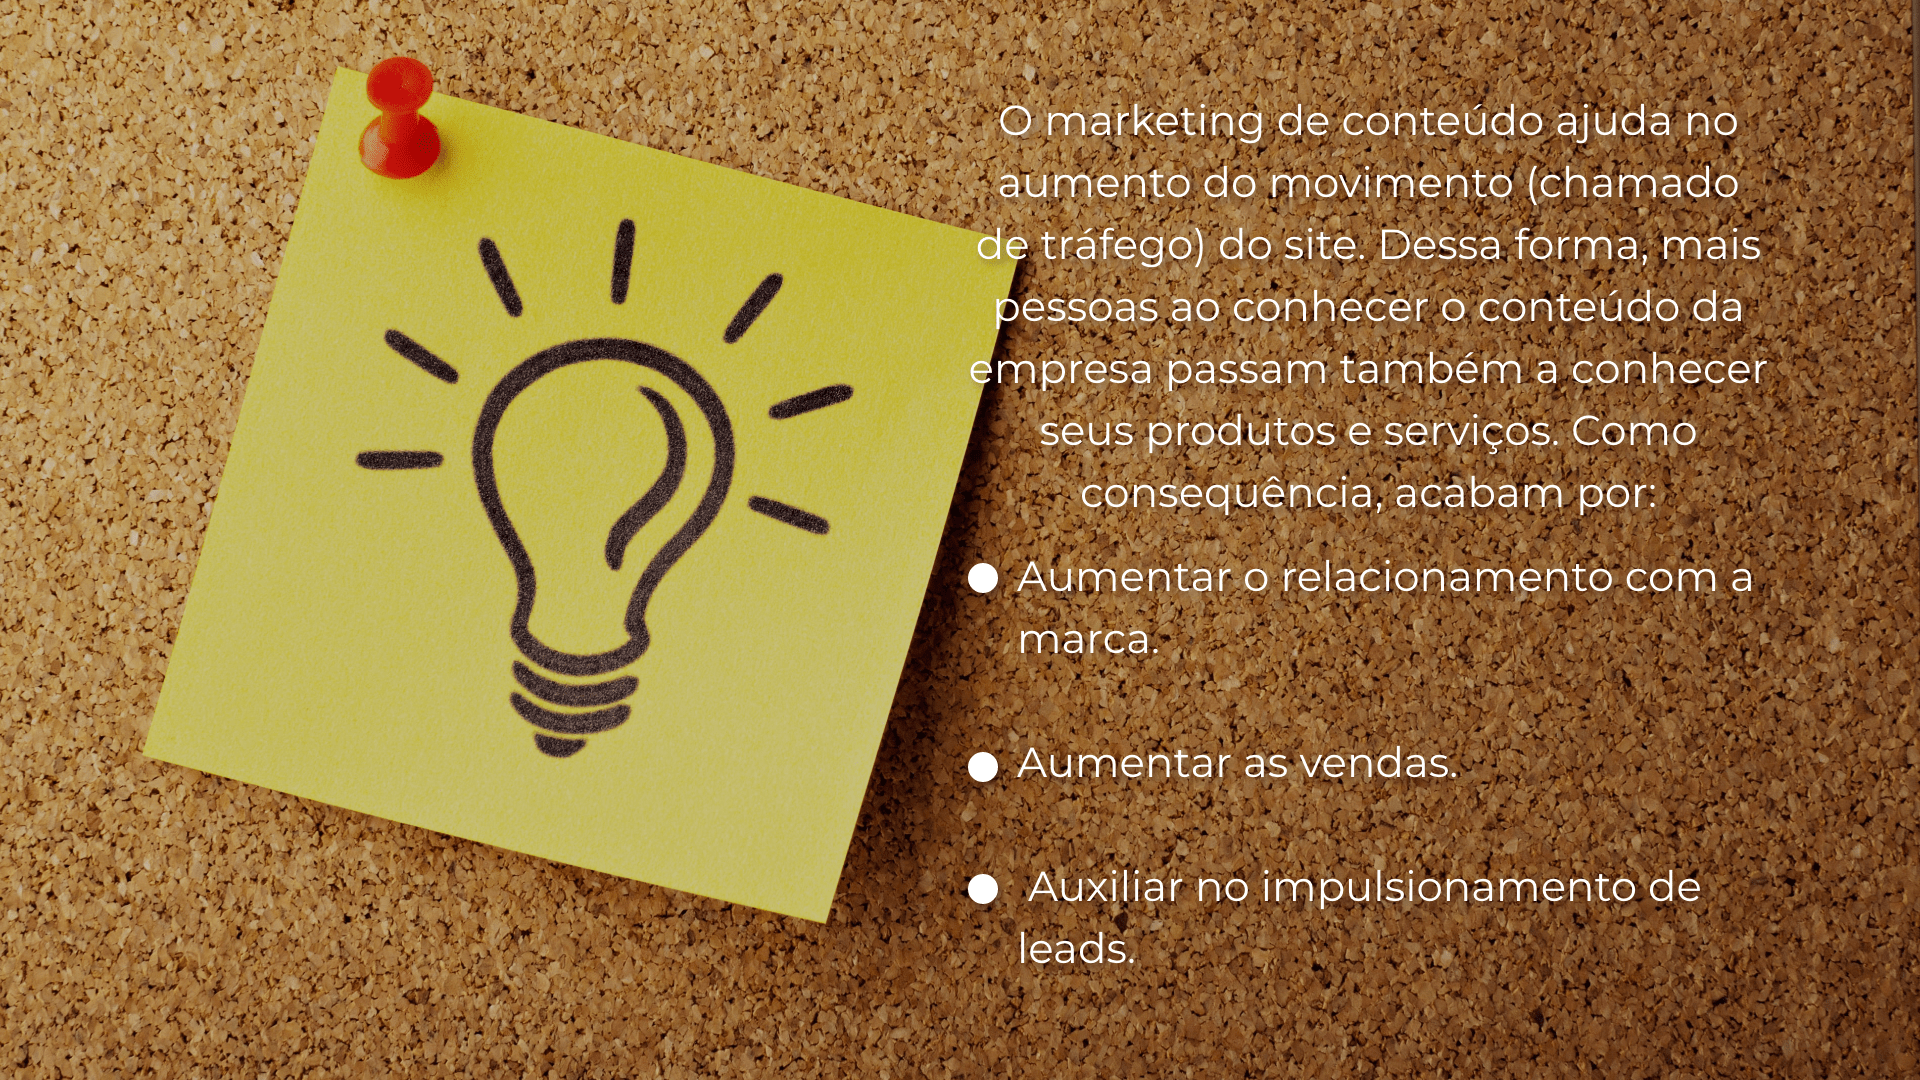 O marketing de conteúdo ajuda no
aumento do movimento (chamado
de tráfego) do site. Dessa forma, mais
pessoas ao conhecer o conteúdo da
empresa passam também a conhecer
seus produtos e serviços. Como
consequência, acabam por:
● Aumentar o relacionamento com a
marca.
● Aumentar as vendas.
● Auxiliar no impulsionamento de
leads.